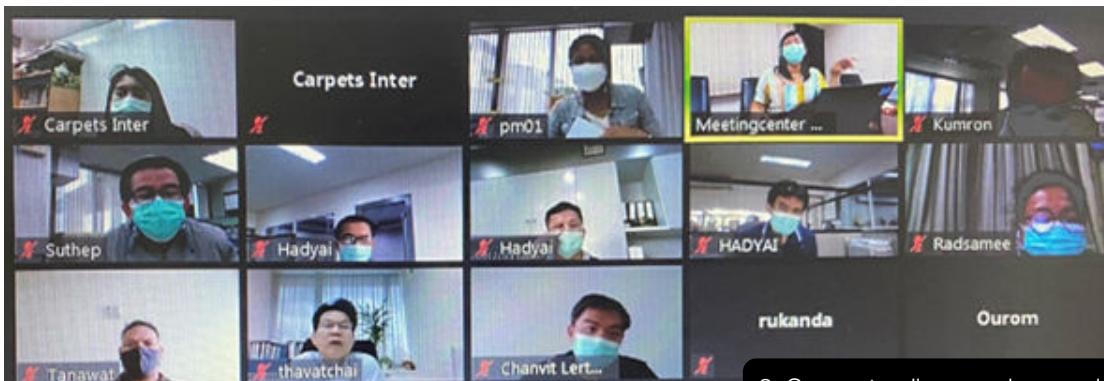 Carpets Inter
Carpets Inter
pm01
Meetingcenter ...
Kumron
Suthep
Hadyai
Hadyai
HADYAI
Radsamee
Tanawat
thavatchai
Chanvit Lert...
rukanda
Ourom